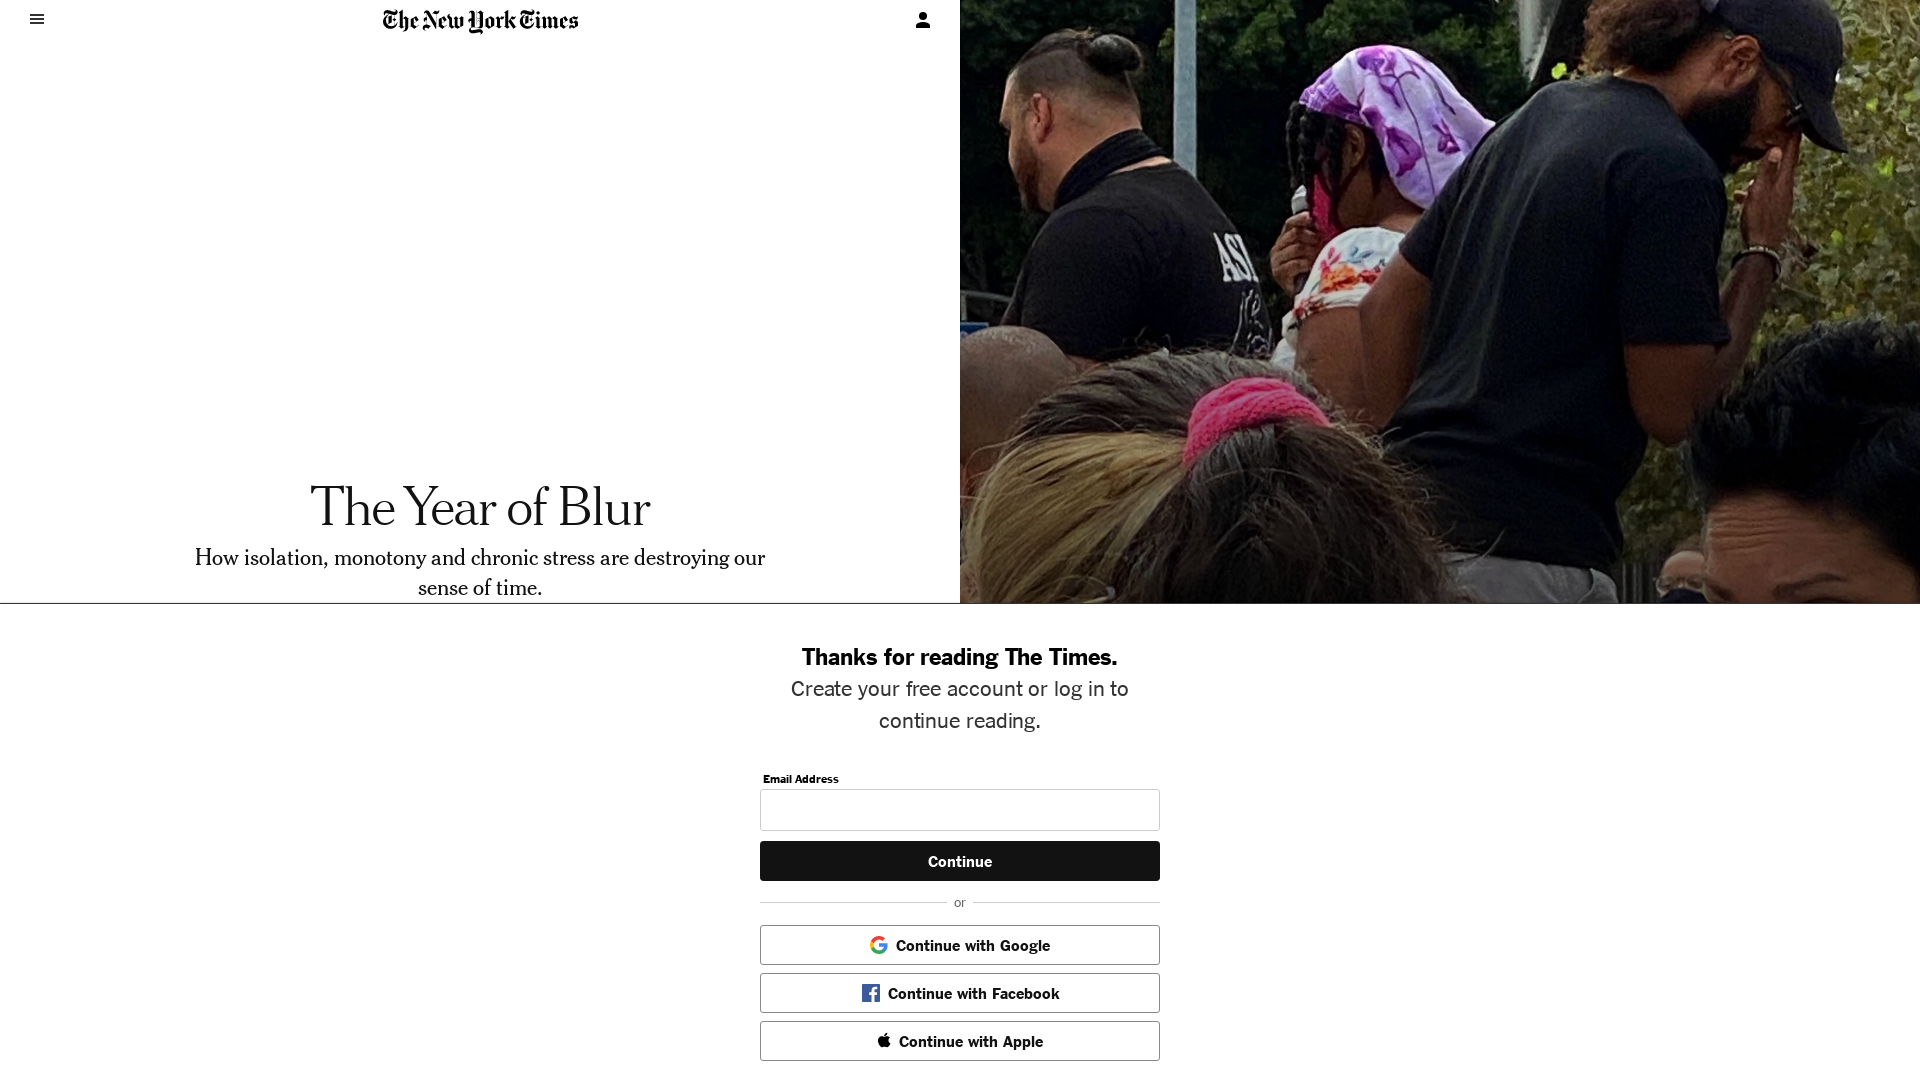 The New York Times
ASI
The Year of Blur
How isolation, monotony and chronic stress are destroying our
sense of time.
Thanks for reading The Times.
Create your free account or log in to
continue reading.
Email Address
Continue
or
Continue with Google
Continue with Facebook
Continue with Apple